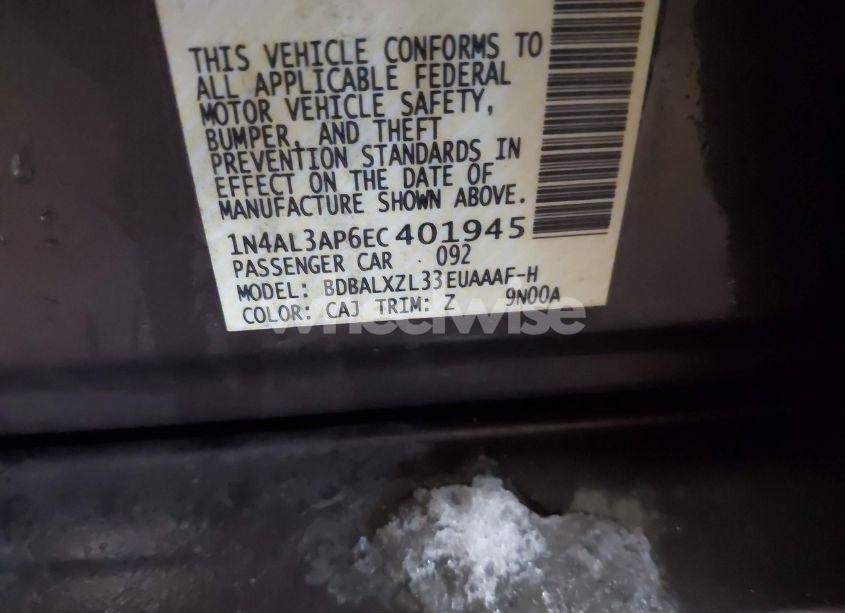 THIS VEHICLE CONFORMS TO
ALL APPLICABLE FEDERAL
MOTOR VEHICLE SAFETY,
BUMPER, AND THEFT
PREVENTION STANDARDS IN
EFFECT ON THE DATE OF
MANUFACTURE SHOWN ABOVE.
1N4AL3AP6EC401945
PASSENGER CAR 092
MODEL: BDBALXZL33EUAAAF-H
COLOR: CAJ TRIM: Z 9N00A
wheelwise